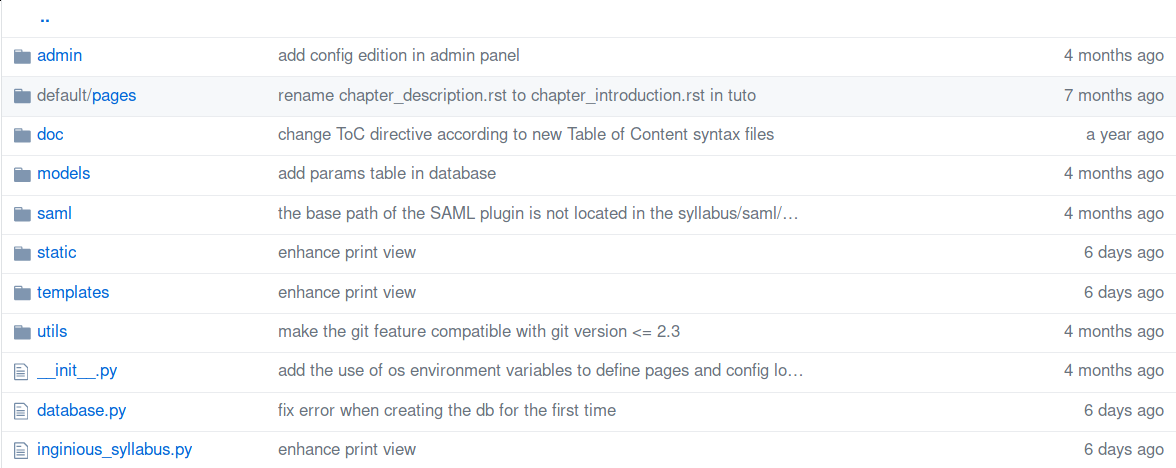 ..
admin add config edition in admin panel 4 months ago
default/pages rename chapter_description.rst to chapter_introduction.rst in tuto 7 months ago
doc change ToC directive according to new Table of Content syntax files a year ago
models add params table in database 4 months ago
saml the base path of the SAML plugin is not located in the syllabus/saml/… 4 months ago
static enhance print view 6 days ago
templates enhance print view 6 days ago
utils make the git feature compatible with git version <= 2.3 4 months ago
__init__.py add the use of os environment variables to define pages and config lo… 4 months ago
database.py fix error when creating the db for the first time 6 days ago
inginious_syllabus.py enhance print view 6 days ago